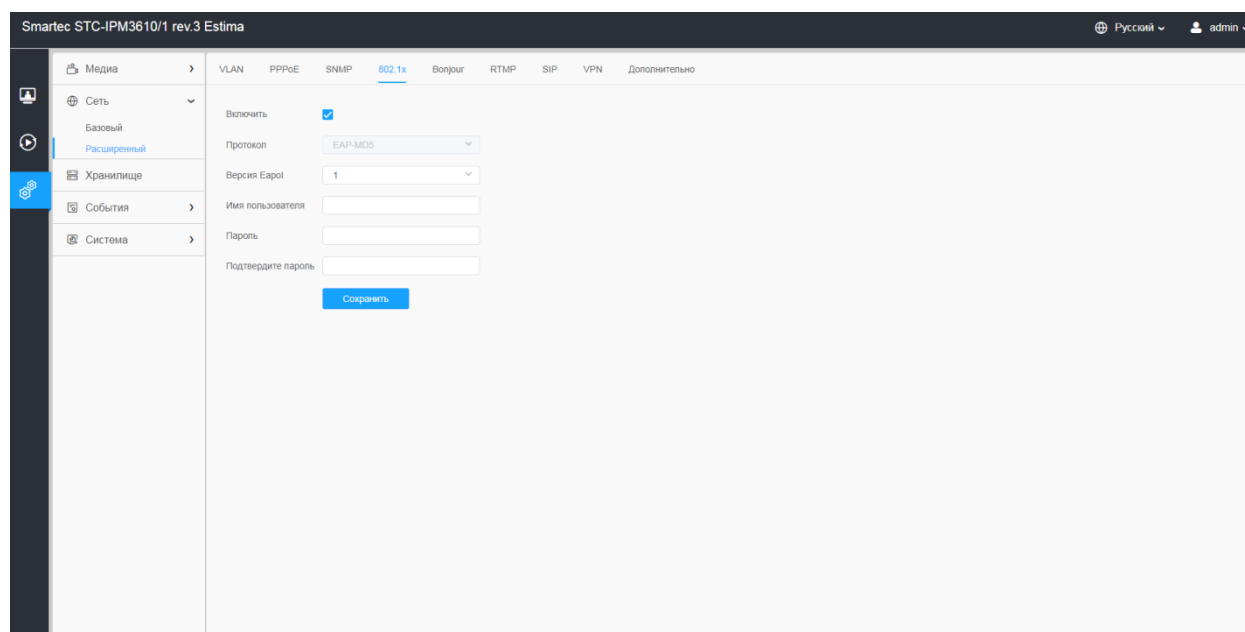 Smartec STC-IPM3610/1 rev.3 Estima
Русский
admin
Медиа
Сеть
Базовый
Расширенный
Хранилище
События
Система
VLAN PPPoE SNMP 802.1x Bonjour RTMP SIP VPN Дополнительно
Включить
Протокол EAP-MD5
Версия Eapol 1
Имя пользователя
Пароль
Подтвердите пароль
Сохранить